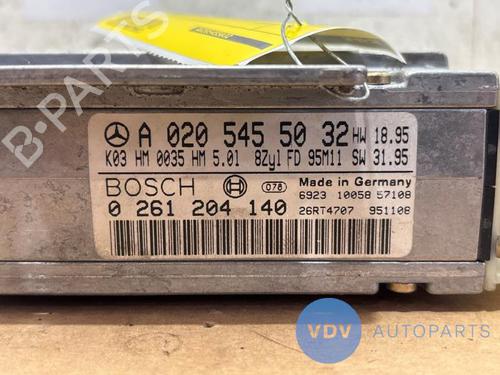 B-PARTS
A 020 545 50 32 HW 18.95
K03 HM 0035 HM 5.01 8Zyl FD 95M11 SW 31.95
BOSCH 078 Made in Germany
6923 10058 57108
0 261 204 140 26RT4707 951108
VDV AUTOPARTS